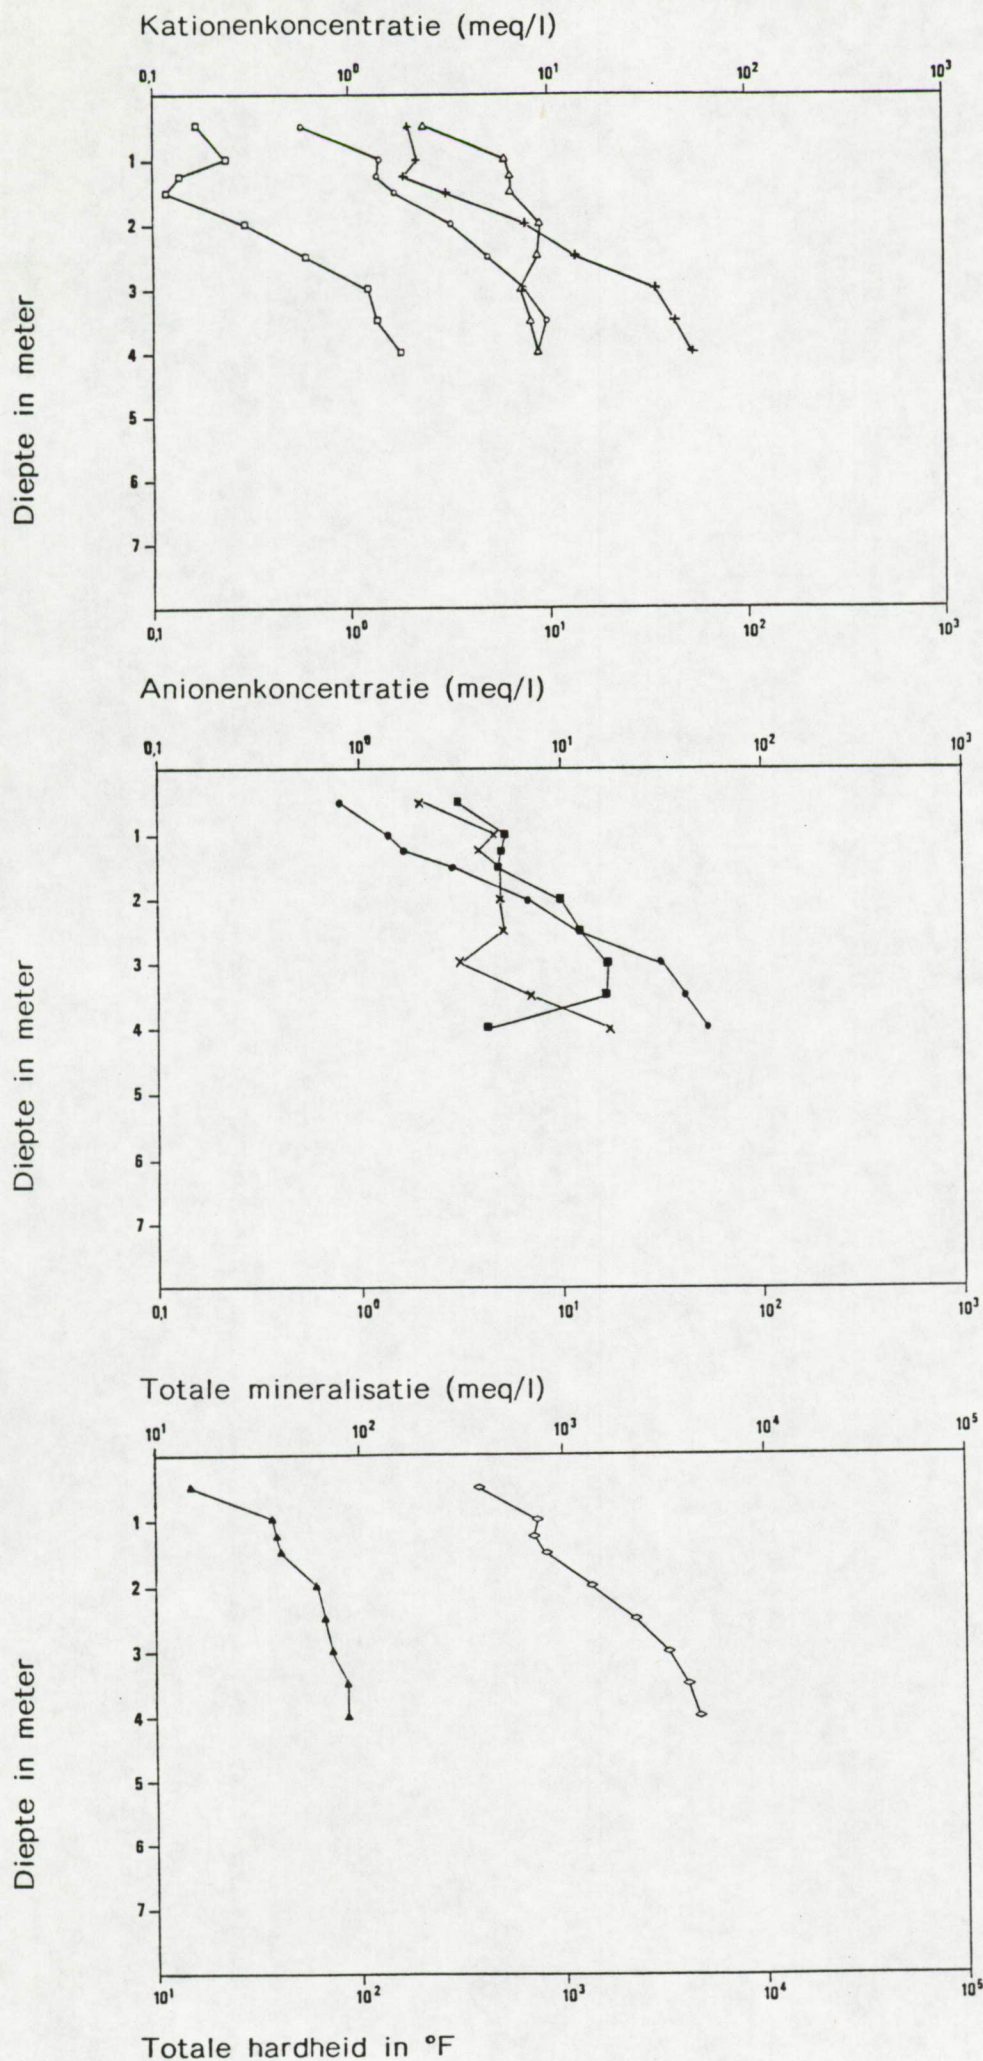 Kationenkoncentratie (meq/l)
0,1 10⁰ 10¹ 10² 10³
Diepte in meter
1
2
3
4
5
6
7
0,1 10⁰ 10¹ 10² 10³
Anionenkoncentratie (meq/l)
0,1 10⁰ 10¹ 10² 10³
Diepte in meter
1
2
3
4
5
6
7
0,1 10⁰ 10¹ 10² 10³
Totale mineralisatie (meq/l)
10¹ 10² 10³ 10⁴ 10⁵
Diepte in meter
1
2
3
4
5
6
7
10¹ 10² 10³ 10⁴ 10⁵
Totale hardheid in °F